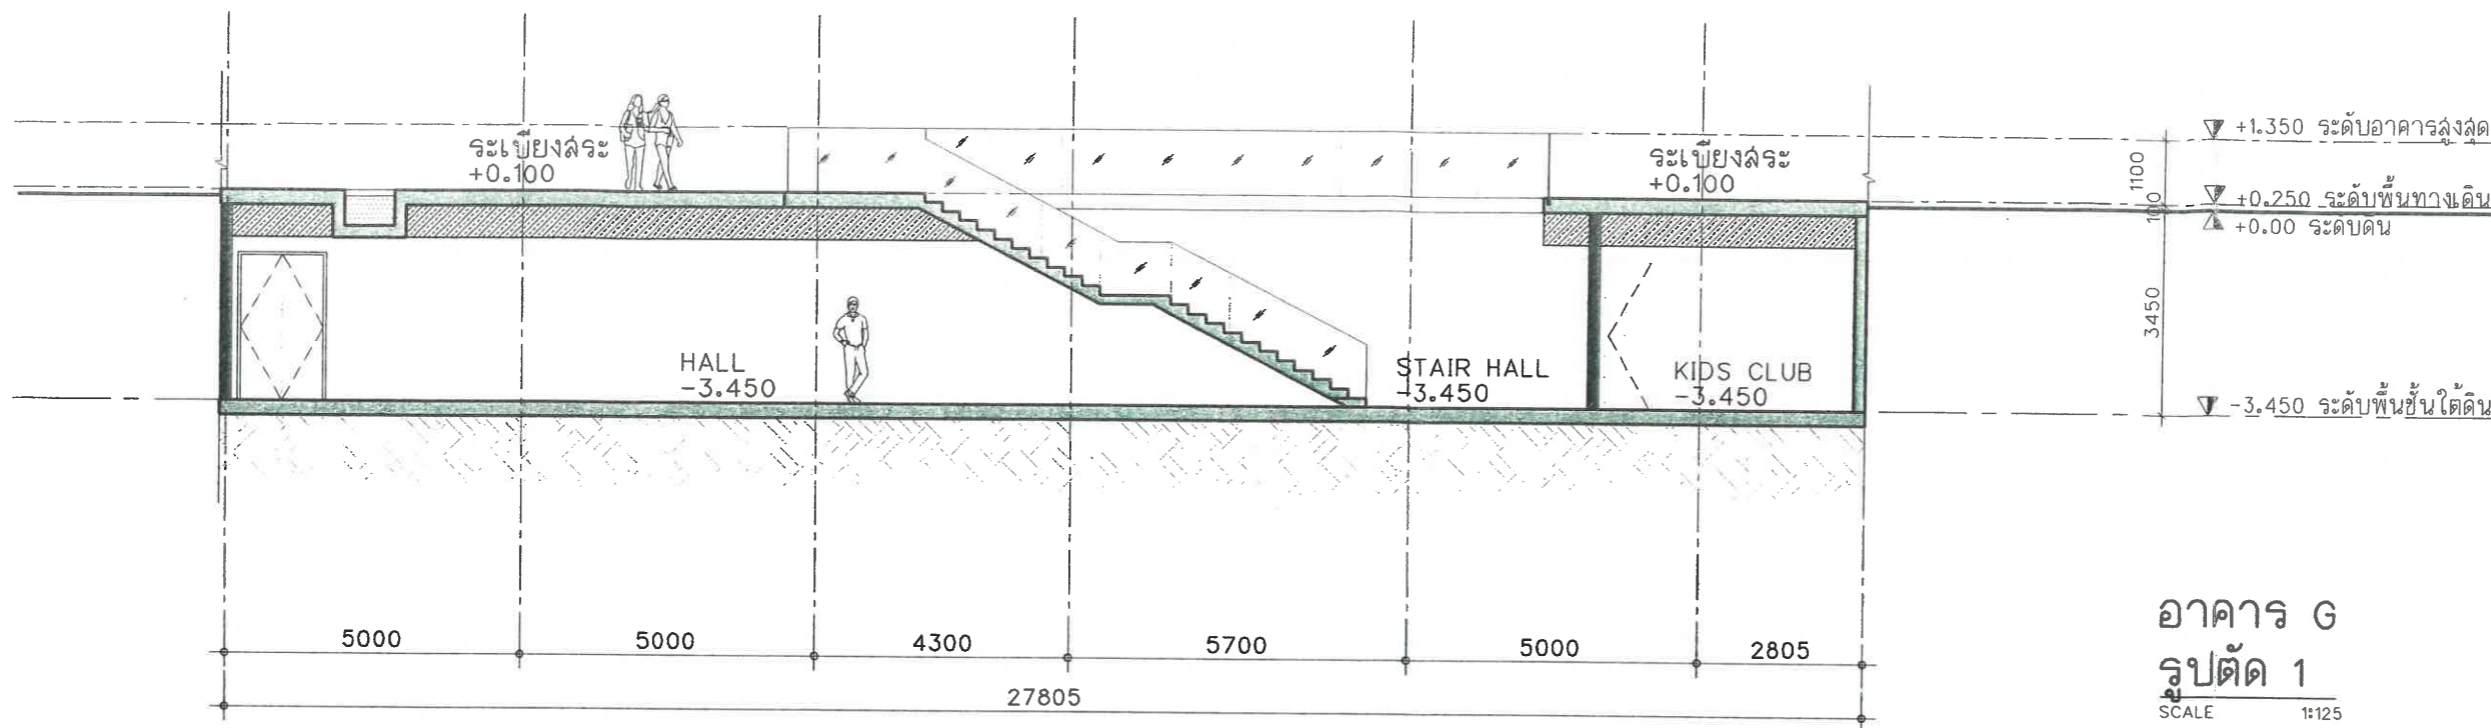 +1.350 ระดับอาคารสูงสุด
ระเบียงสระ
+0.100
ระเบียงสระ
+0.100
1100
+0.250 ระดับพื้นทางเดิน
100
+0.00 ระดับดิน
3450
HALL
-3.450
STAIR HALL
-3.450
KIDS CLUB
-3.450
-3.450 ระดับพื้นชั้นใต้ดิน
5000
5000
4300
5700
5000
2805
27805
อาคาร G
รูปตัด 1
SCALE 1:125